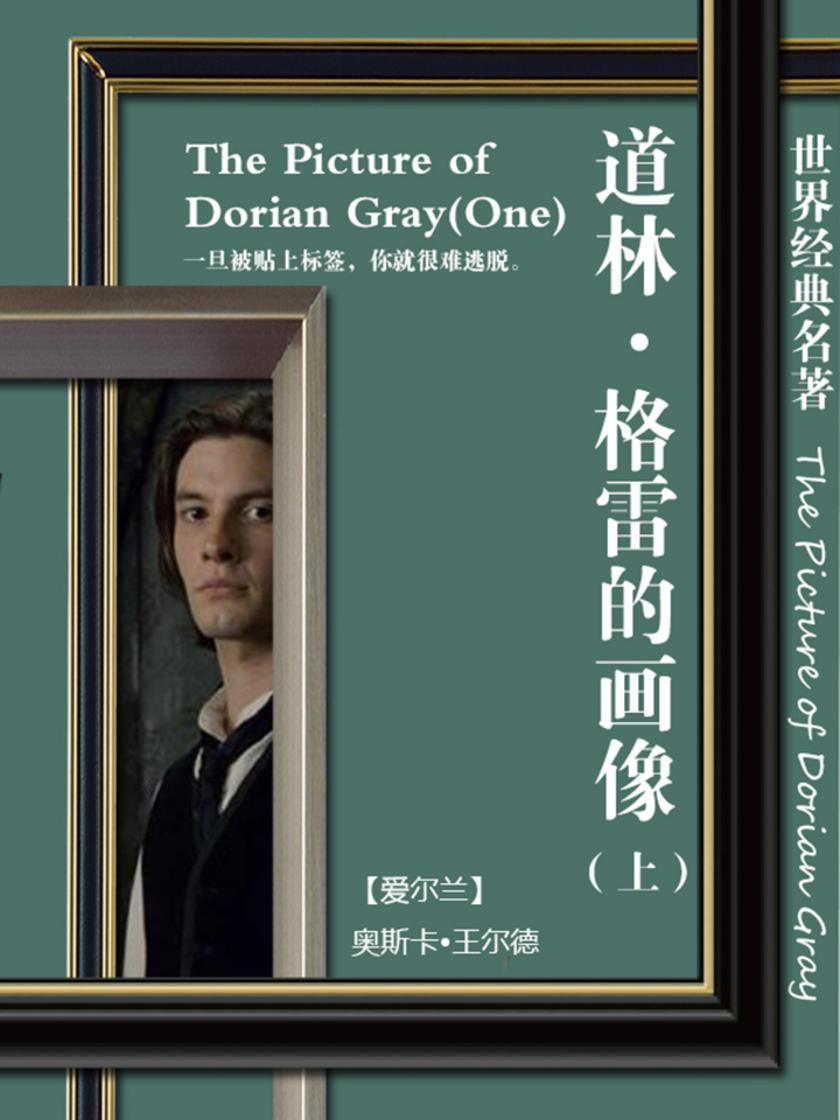 The Picture of
Dorian Gray(One)
一旦被贴上标签，你就很难逃脱。
道林·格雷的画像
（上）
【爱尔兰】
奥斯卡•王尔德
世界经典名著 The Picture of Dorian Gray